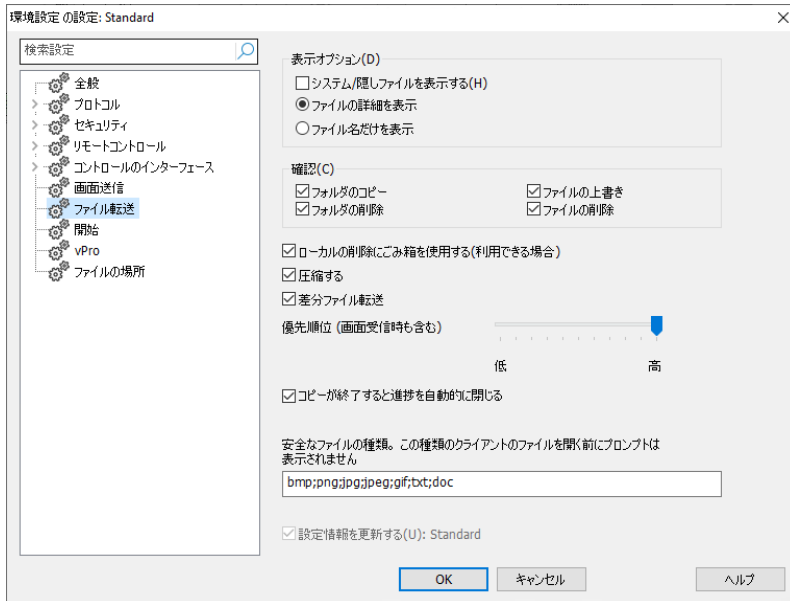 環境設定 の設定: Standard
検索設定
全般
プロトコル
セキュリティ
リモートコントロール
コントロールのインターフェース
画面送信
ファイル転送
開始
vPro
ファイルの場所
表示オプション(D)
システム/隠しファイルを表示する(H)
ファイルの詳細を表示
ファイル名だけを表示
確認(C)
フォルダのコピー
ファイルの上書き
フォルダの削除
ファイルの削除
ローカルの削除にごみ箱を使用する(利用できる場合)
圧縮する
差分ファイル転送
優先順位 (画面受信時も含む)
低
高
コピーが終了すると進捗を自動的に閉じる
安全なファイルの種類。この種類のクライアントのファイルを開く前にプロンプトは
表示されません
bmp;png;jpg;jpeg;gif;txt;doc
設定情報を更新する(U): Standard
OK
キャンセル
ヘルプ